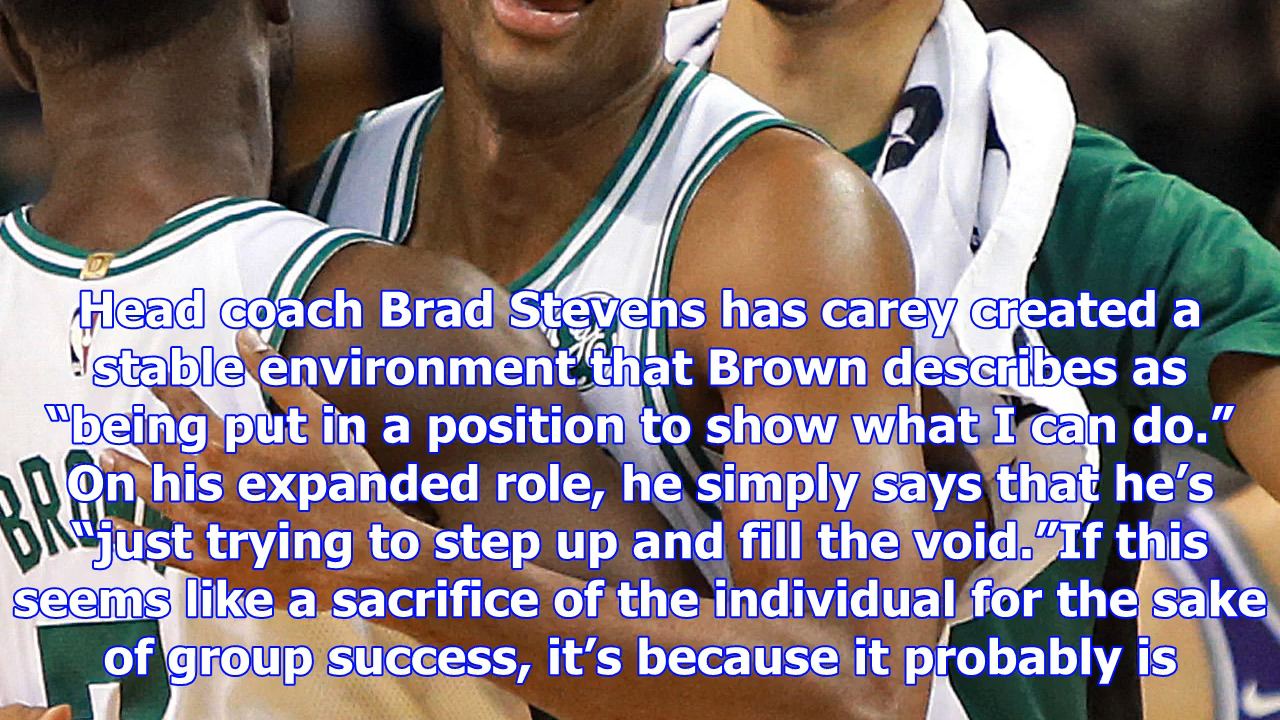 Head coach Brad Stevens has carey created a
stable environment that Brown describes as
“being put in a position to show what I can do.”
On his expanded role, he simply says that he’s
“just trying to step up and fill the void.”If this
seems like a sacrifice of the individual for the sake
of group success, it’s because it probably is